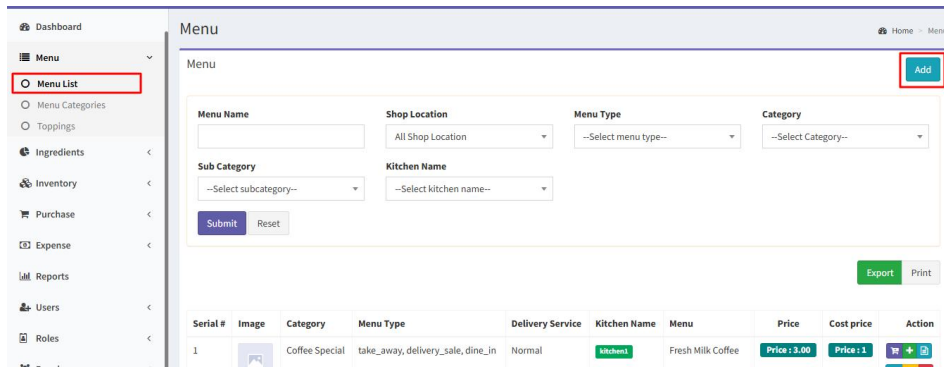 Dashboard
Menu
Menu List
Menu Categories
Toppings
Ingredients
Inventory
Purchase
Expense
Reports
Users
Roles
Menu
Home > Menu
Menu
Add
Menu Name
Shop Location
Menu Type
Category
All Shop Location
--Select menu type--
--Select Category--
Sub Category
Kitchen Name
--Select subcategory--
--Select kitchen name--
Submit Reset
Export Print
Serial # Image Category Menu Type Delivery Service Kitchen Name Menu Price Cost price Action
1 Coffee Special take_away, delivery_sale, dine_in Normal kitchen1 Fresh Milk Coffee Price : 3.00 Price : 1